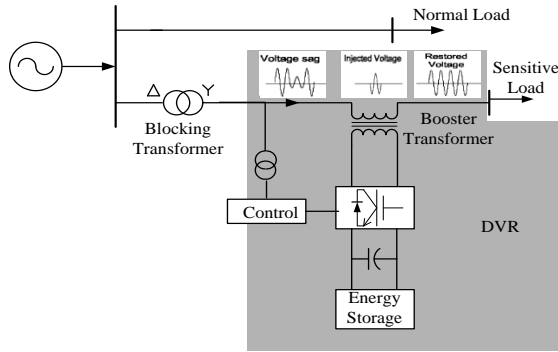 Normal Load
Voltage sag
Injected Voltage
Restored
Voltage
Sensitive
Load
Δ
Y
Blocking
Transformer
Booster
Transformer
Control
DVR
Energy
Storage